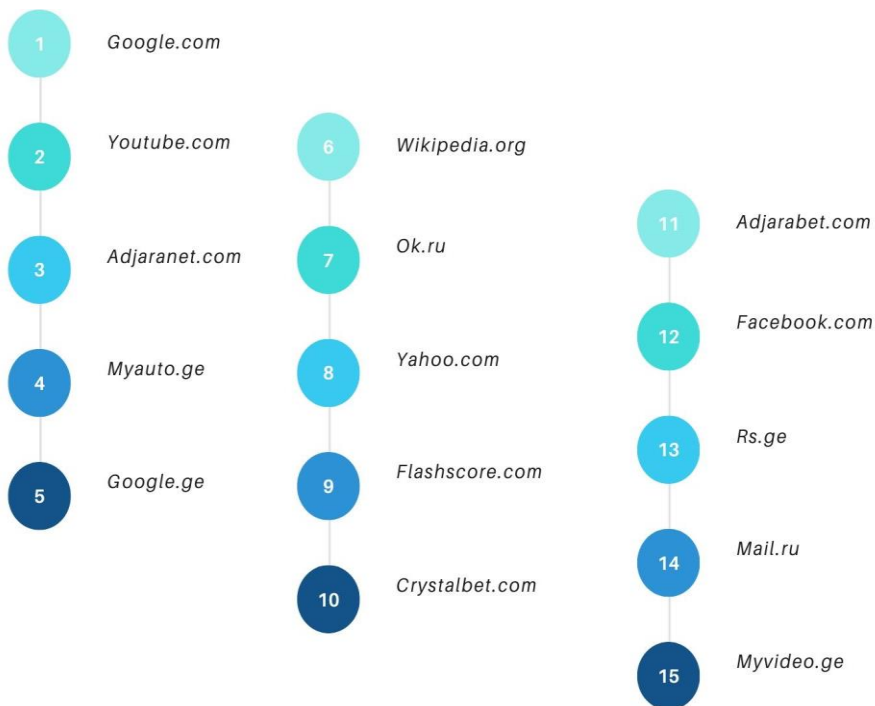 1 Google.com
2 Youtube.com
3 Adjaranet.com
4 Myauto.ge
5 Google.ge
6 Wikipedia.org
7 Ok.ru
8 Yahoo.com
9 Flashscore.com
10 Crystalbet.com
11 Adjarabet.com
12 Facebook.com
13 Rs.ge
14 Mail.ru
15 Myvideo.ge